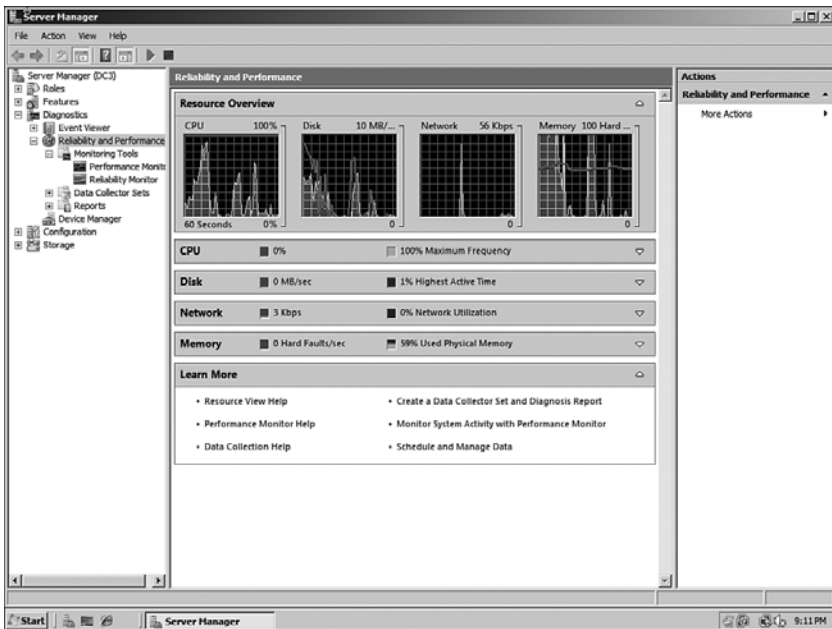 Server Manager
File Action View Help
Server Manager (DC3)
Roles
Features
Diagnostics
Event Viewer
Reliability and Performance
Monitoring Tools
Performance Monit
Reliability Monitor
Data Collector Sets
Reports
Device Manager
Configuration
Storage
Reliability and Performance
Resource Overview
CPU 100%
60 Seconds 0%
Disk 10 MB/...
0
Network 56 Kbps
0
Memory 100 Hard ...
0
CPU 0% 100% Maximum Frequency
Disk 0 MB/sec 1% Highest Active Time
Network 3 Kbps 0% Network Utilization
Memory 0 Hard Faults/sec 59% Used Physical Memory
Learn More
• Resource View Help
• Create a Data Collector Set and Diagnosis Report
• Performance Monitor Help
• Monitor System Activity with Performance Monitor
• Data Collection Help
• Schedule and Manage Data
Actions
Reliability and Performance
More Actions
Start
Server Manager
9:11 PM